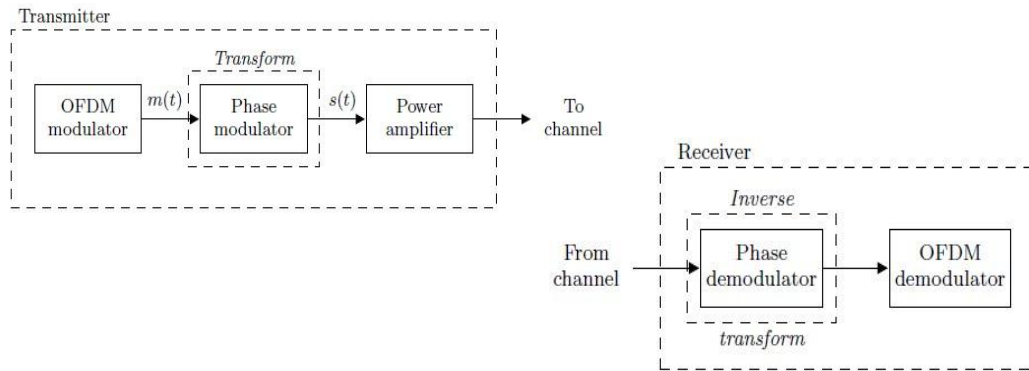 Transmitter
Transform
OFDM
modulator
m(t)
Phase
modulator
s(t)
Power
amplifier
To
channel
Receiver
Inverse
From
channel
Phase
demodulator
OFDM
demodulator
transform